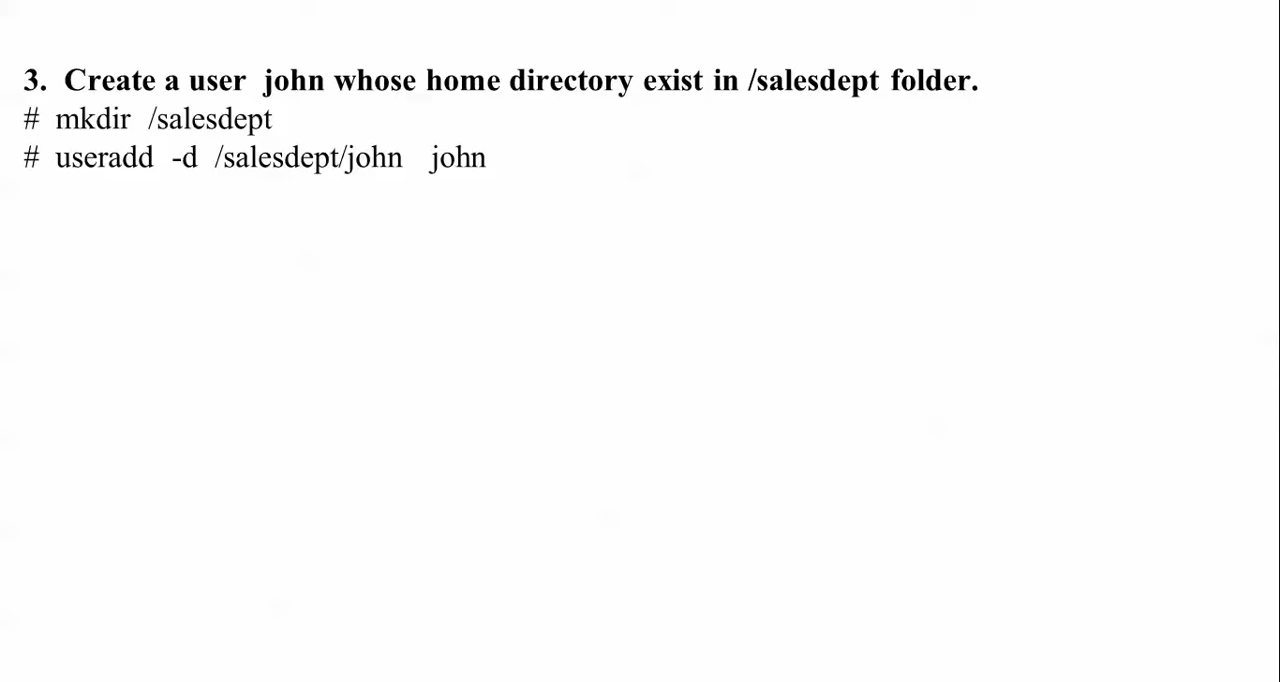 3. Create a user john whose home directory exist in /salesdept folder.
# mkdir /salesdept
# useradd -d /salesdept/john john